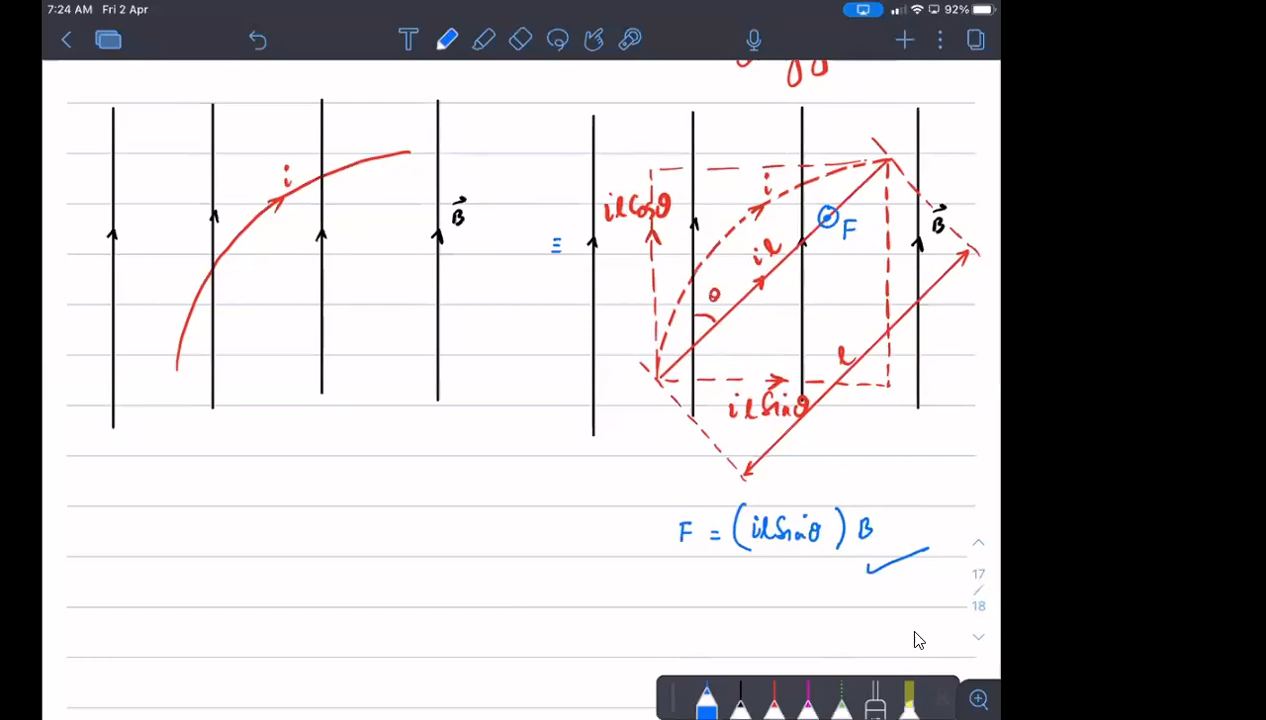 7:24 AM Fri 2 Apr
92%
T
i
B
≡
ilCosθ
i
il
θ
F
B
l
ilSinθ
F = (ilSinθ) B
17
/
18